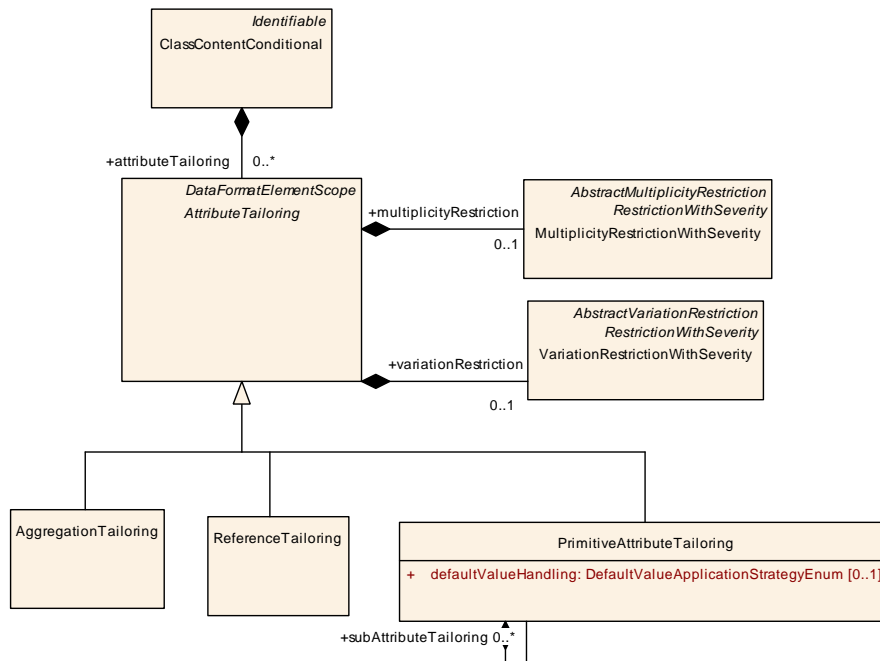 Identifiable
ClassContentConditional
+attributeTailoring 0..*
DataFormatElementScope
AttributeTailoring
+multiplicityRestriction
0..1
AbstractMultiplicityRestriction
RestrictionWithSeverity
MultiplicityRestrictionWithSeverity
+variationRestriction
0..1
AbstractVariationRestriction
RestrictionWithSeverity
VariationRestrictionWithSeverity
AggregationTailoring
ReferenceTailoring
PrimitiveAttributeTailoring
+ defaultValueHandling: DefaultValueApplicationStrategyEnum [0..1]
+subAttributeTailoring 0..*